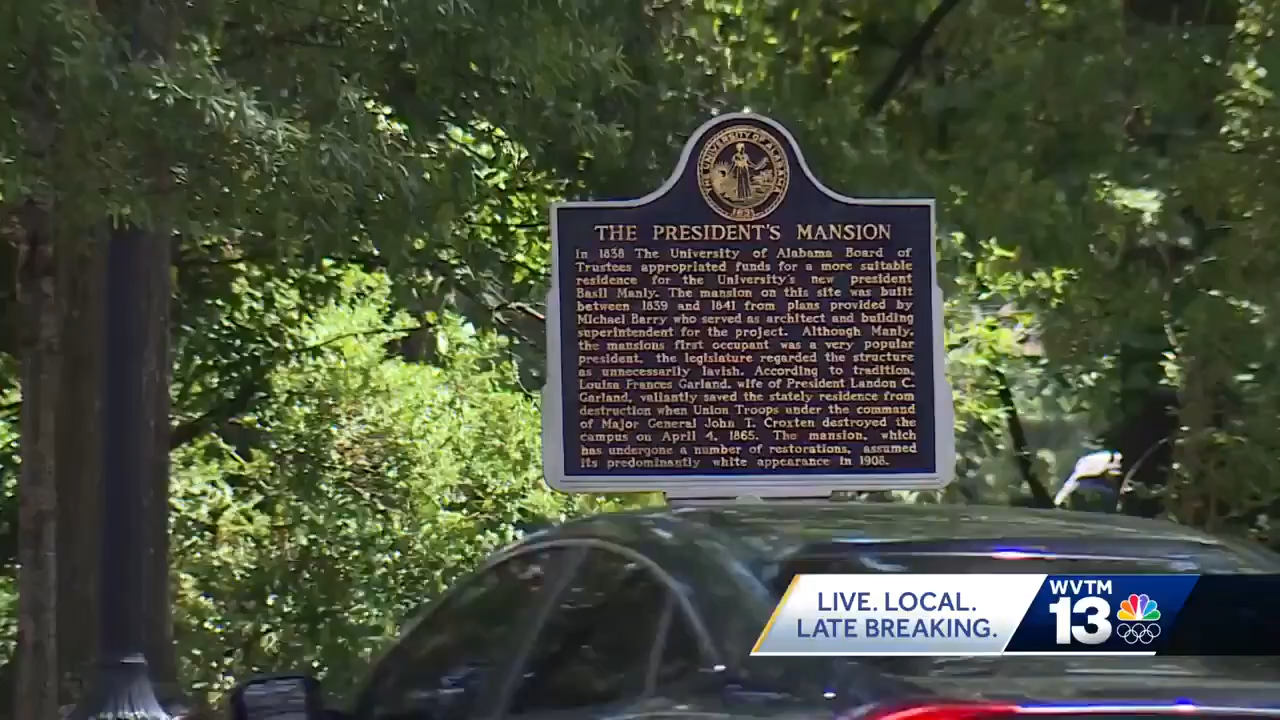 THE UNIVERSITY OF ALABAMA
1831
THE PRESIDENT'S MANSION
In 1838 The University of Alabama Board of
Trustees appropriated funds for a more suitable
residence for the University's new president
Basil Manly. The mansion on this site was built
between 1839 and 1841 from plans provided by
Michael Barry who served as architect and building
superintendent for the project. Although Manly,
the mansions first occupant was a very popular
president, the legislature regarded the structure
as unnecessarily lavish. According to tradition,
Louisa Frances Garland, wife of President Landon C.
Garland, valiantly saved the stately residence from
destruction when Union Troops under the command
of Major General John T. Croxten destroyed the
campus on April 4, 1865. The mansion, which
has undergone a number of restorations, assumed
its predominantly white appearance in 1908.
LIVE. LOCAL.
LATE BREAKING.
WVTM
13